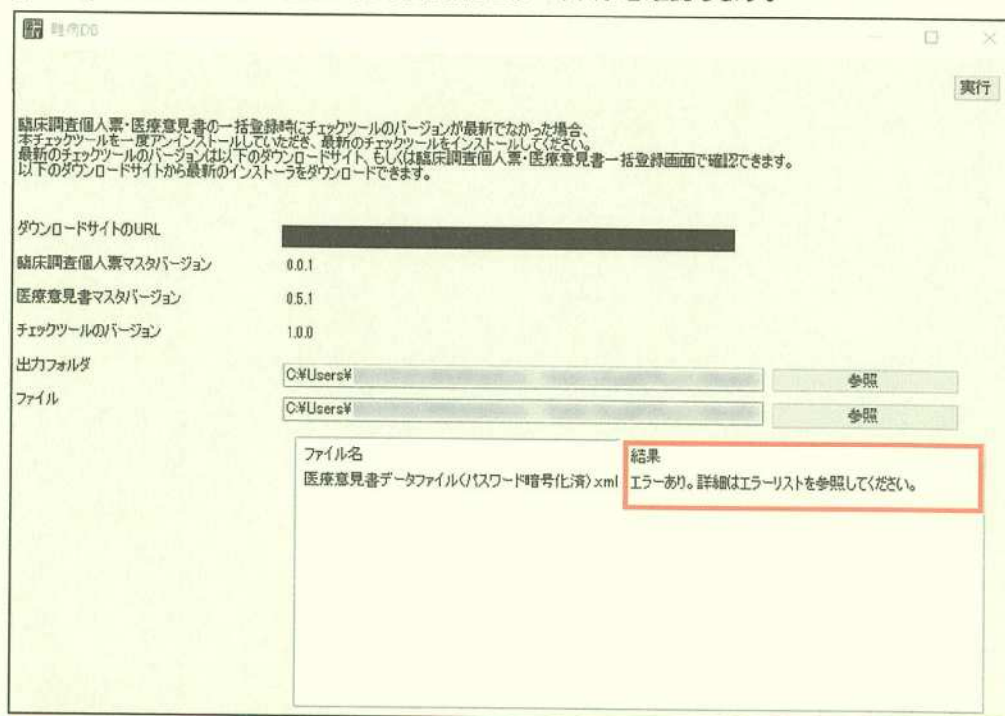 難病DB
実行
臨床調査個人票・医療意見書の一括登録時にチェックツールのバージョンが最新でなかった場合、
本チェックツールを一度アンインストールしていただき、最新のチェックツールをインストールしてください。
最新のチェックツールのバージョンは以下のダウンロードサイト、もしくは臨床調査個人票・医療意見書一括登録画面で確認できます。
以下のダウンロードサイトから最新のインストーラをダウンロードできます。
ダウンロードサイトのURL
臨床調査個人票マスタバージョン 0.0.1
医療意見書マスタバージョン 0.5.1
チェックツールのバージョン 1.0.0
出力フォルダ C:¥Users¥ 参照
ファイル C:¥Users¥ 参照
ファイル名 結果
医療意見書データファイル(パスワード暗号化済).xml エラーあり。詳細はエラーリストを参照してください。